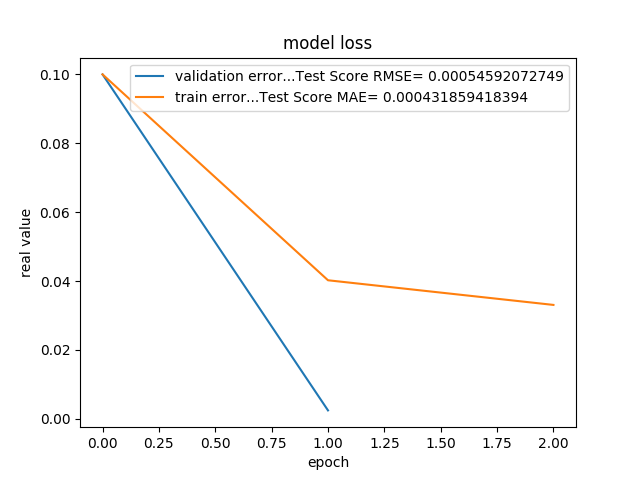 model loss
validation error...Test Score RMSE= 0.00054592072749
train error...Test Score MAE= 0.000431859418394
real value
0.10
0.08
0.06
0.04
0.02
0.00
0.00 0.25 0.50 0.75 1.00 1.25 1.50 1.75 2.00
epoch